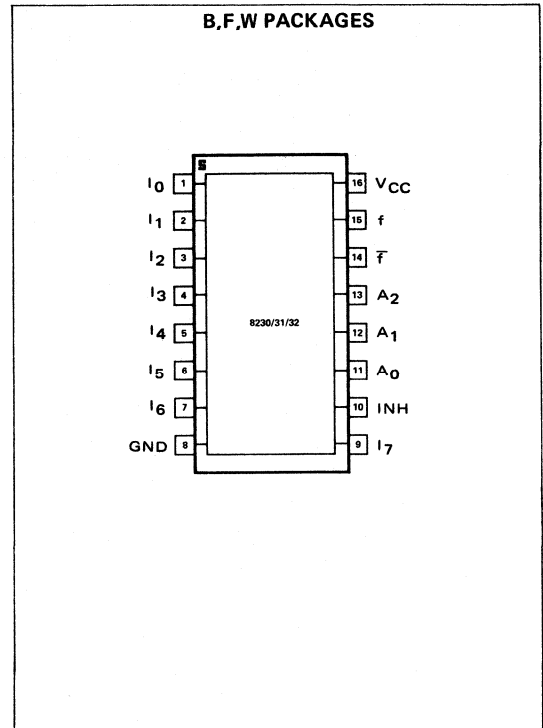 B,F,W PACKAGES
S
I0 1 16 VCC
I1 2 15 f
I2 3 14 f̅
I3 4 13 A2
I4 5 12 A1
8230/31/32
I5 6 11 A0
I6 7 10 INH
GND 8 9 I7